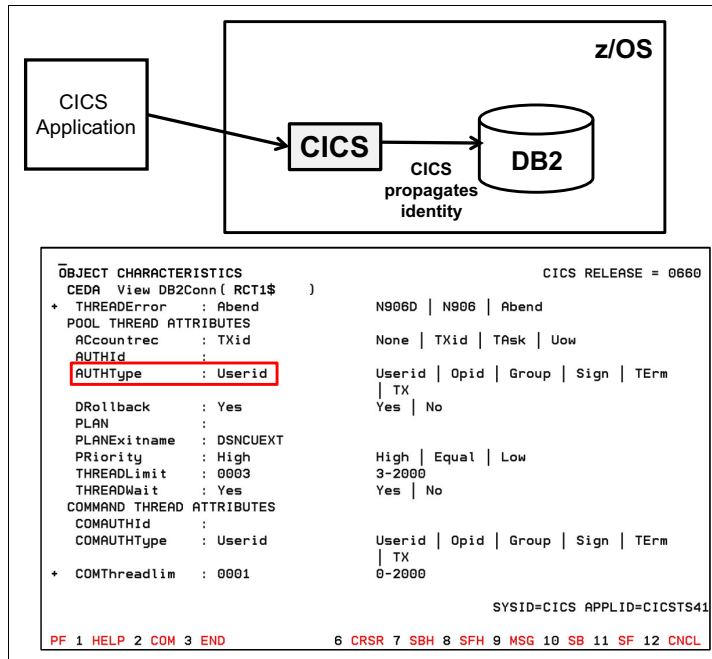 z/OS
CICS
Application
CICS
CICS
propagates
identity
DB2
OBJECT CHARACTERISTICS                                    CICS RELEASE = 0660
CEDA  View DB2Conn( RCT1$    )
+  THREADError    : Abend              N906D | N906 | Abend
POOL THREAD ATTRIBUTES
ACcountrec     : TXid               None | TXid | TAsk | Uow
AUTHId         :
AUTHType       : Userid             Userid | Opid | Group | Sign | TErm
| TX
DRollback      : Yes                Yes | No
PLAN           :
PLANExitname   : DSNCUEXT
PRiority       : High               High | Equal | Low
THREADLimit    : 0003               3-2000
THREADWait     : Yes                Yes | No
COMMAND THREAD ATTRIBUTES
COMAUTHId      :
COMAUTHType    : Userid             Userid | Opid | Group | Sign | TErm
| TX
+  COMThreadlim   : 0001               0-2000
SYSID=CICS APPLID=CICSTS41
PF 1 HELP 2 COM 3 END               6 CRSR 7 SBH 8 SFH 9 MSG 10 SB 11 SF 12 CNCL